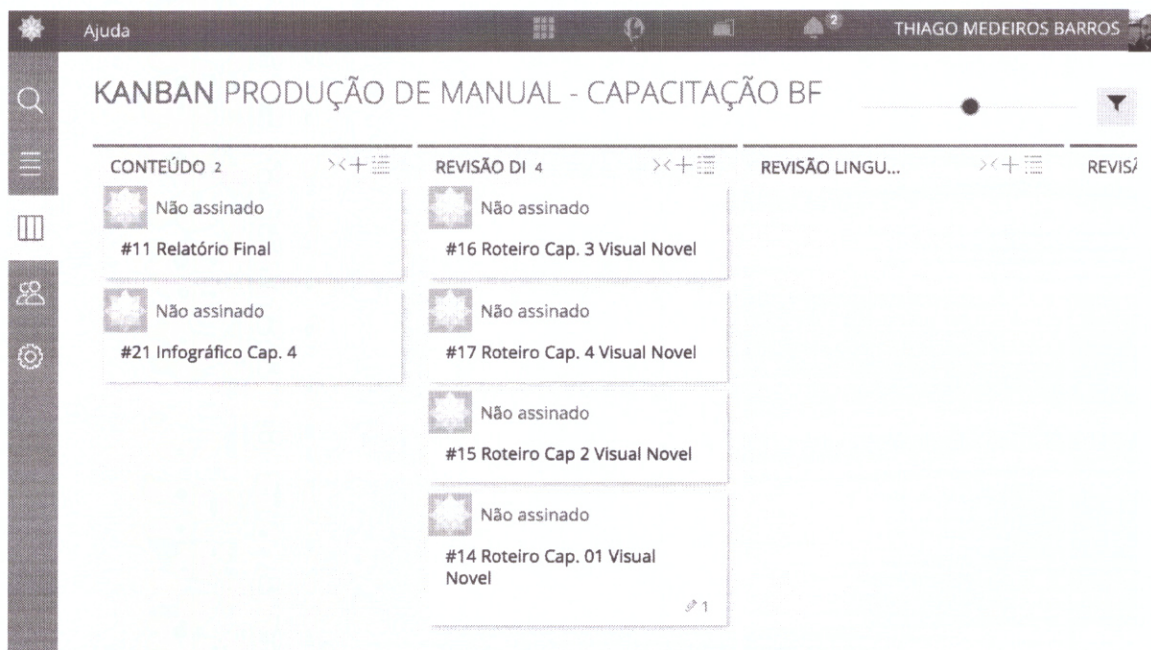 Ajuda
2
THIAGO MEDEIROS BARROS
KANBAN PRODUÇÃO DE MANUAL - CAPACITAÇÃO BF
CONTEÚDO 2
REVISÃO DI 4
REVISÃO LINGU...
REVISÃ
Não assinado
#11 Relatório Final
Não assinado
#21 Infográfico Cap. 4
Não assinado
#16 Roteiro Cap. 3 Visual Novel
Não assinado
#17 Roteiro Cap. 4 Visual Novel
Não assinado
#15 Roteiro Cap 2 Visual Novel
Não assinado
#14 Roteiro Cap. 01 Visual
Novel
1